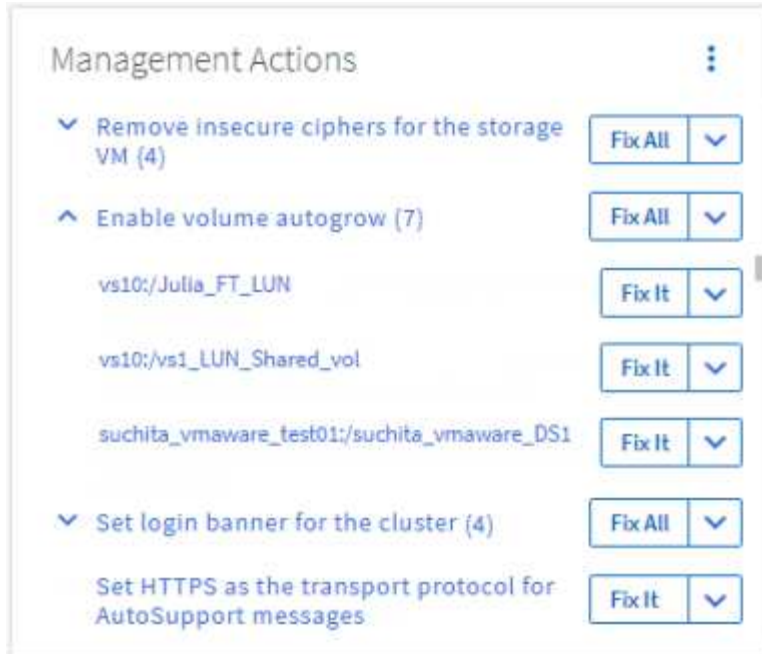 Management Actions
Remove insecure ciphers for the storage
VM (4)
Fix All
Enable volume autogrow (7)
Fix All
vs10:/Julia_FT_LUN
Fix It
vs10:/vs1_LUN_Shared_vol
Fix It
suchita_vmaware_test01:/suchita_vmaware_DS1
Fix It
Set login banner for the cluster (4)
Fix All
Set HTTPS as the transport protocol for
AutoSupport messages
Fix It